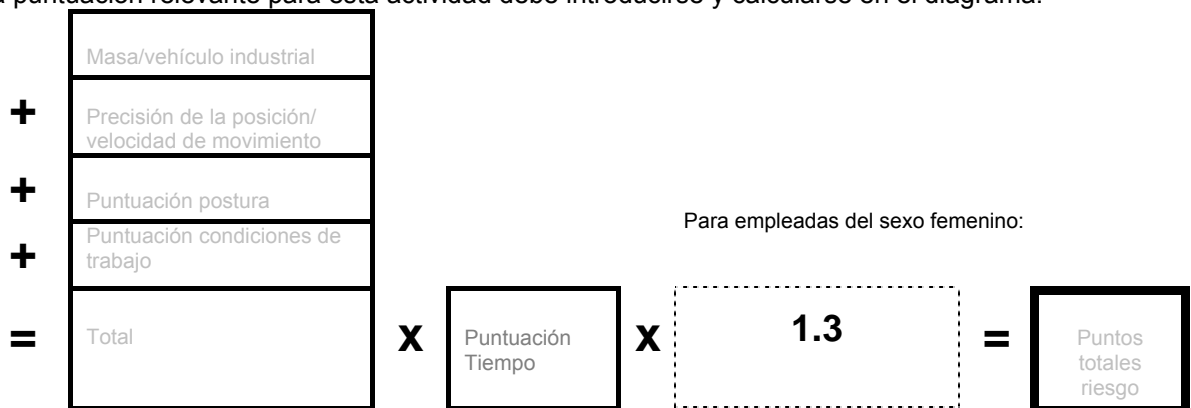 puntuación relevante para esta actividad debe introducirse y calcularse en el diagrama.
Masa/vehículo industrial
+
Precisión de la posición/
velocidad de movimiento
+
Puntuación postura
+
Puntuación condiciones de
trabajo
Para empleadas del sexo femenino:
=
Total
X
Puntuación
Tiempo
X
1.3
=
Puntos
totales
riesgo